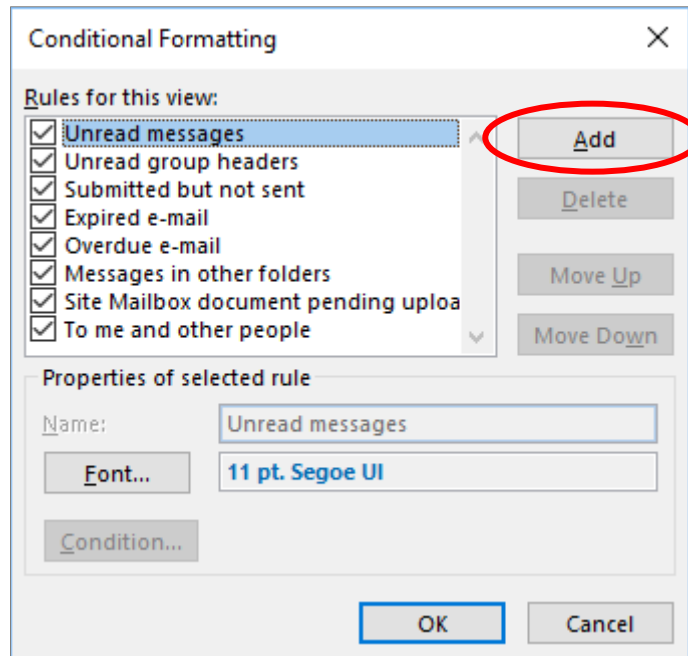 Conditional Formatting
Rules for this view:
Unread messages
Add
Unread group headers
Submitted but not sent
Delete
Expired e-mail
Overdue e-mail
Messages in other folders
Move Up
Site Mailbox document pending uploa
To me and other people
Move Down
Properties of selected rule
Name:
Unread messages
Font...
11 pt. Segoe UI
Condition...
OK
Cancel